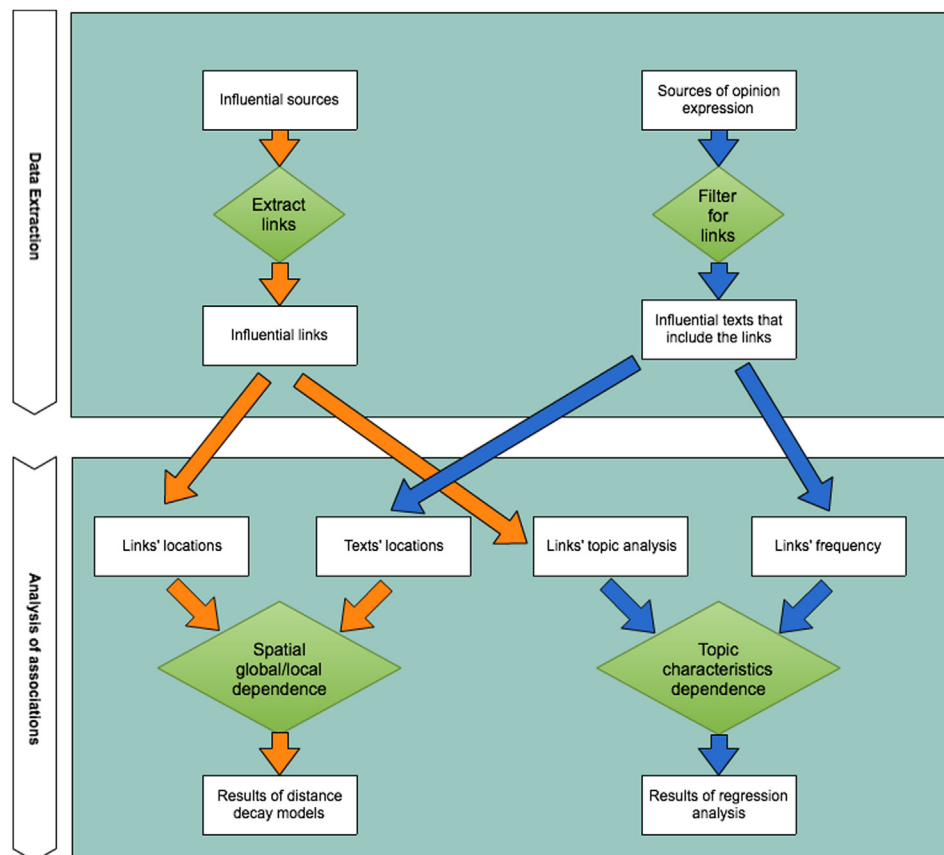 Data Extraction
Influential sources
Sources of opinion
expression
Extract
links
Filter
for
links
Influential links
Influential texts that
include the links
Analysis of associations
Links' locations
Texts' locations
Links' topic analysis
Links' frequency
Spatial
global/local
dependence
Topic
characteristics
dependence
Results of distance
decay models
Results of regression
analysis